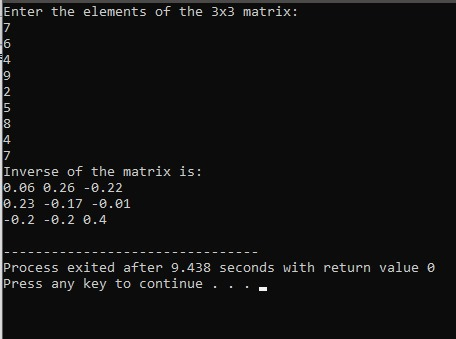 Enter the elements of the 3x3 matrix:
7
6
4
9
2
5
8
4
7
Inverse of the matrix is:
0.06 0.26 -0.22
0.23 -0.17 -0.01
-0.2 -0.2 0.4
--------------------------------
Process exited after 9.438 seconds with return value 0
Press any key to continue . . .